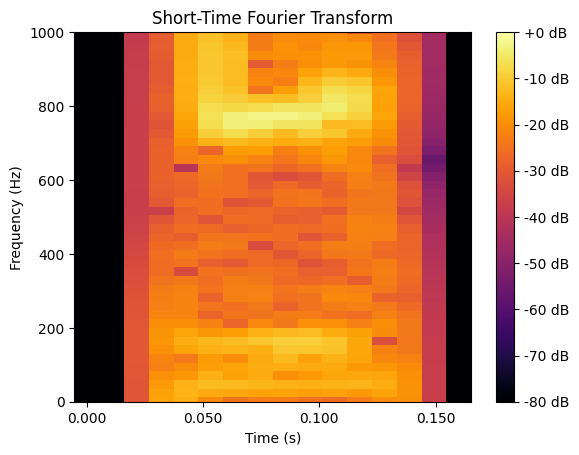 Short-Time Fourier Transform
1000
800
600
400
200
0
Frequency (Hz)
0.000
0.050
0.100
0.150
Time (s)
+0 dB
-10 dB
-20 dB
-30 dB
-40 dB
-50 dB
-60 dB
-70 dB
-80 dB